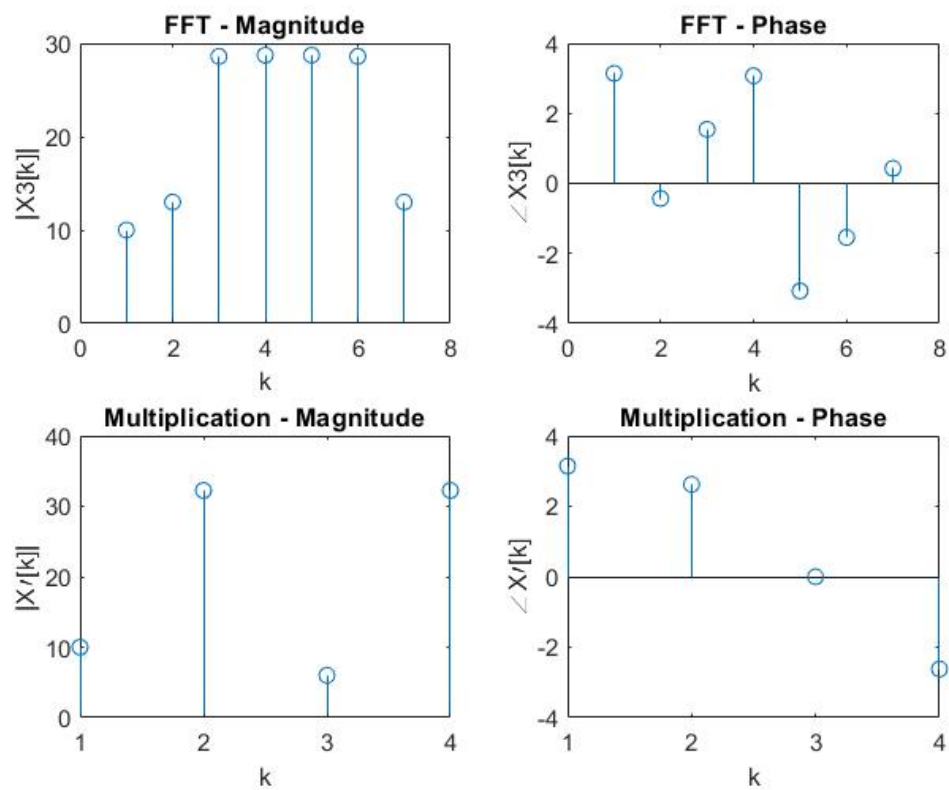 FFT - Magnitude
|X3[k]|
30
20
10
0
0 2 4 6 8
k
FFT - Phase
∠X3[k]
4
2
0
-2
-4
0 2 4 6 8
k
Multiplication - Magnitude
|X′[k]|
40
30
20
10
0
1 2 3 4
k
Multiplication - Phase
∠X′[k]
4
2
0
-2
-4
1 2 3 4
k